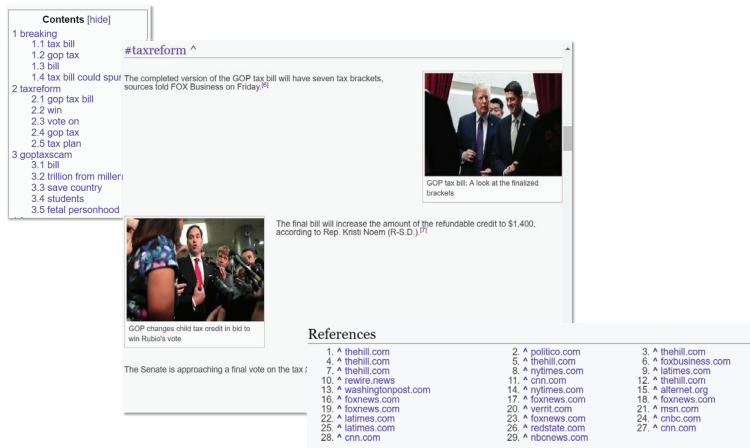 Contents [hide]
1 breaking
1.1 tax bill
1.2 gop tax
1.3 bill
1.4 tax bill could spur
2 taxreform
2.1 gop tax bill
2.2 win
2.3 vote on
2.4 gop tax
2.5 tax plan
3 goptaxscam
3.1 bill
3.2 trillion from
3.3 save country
3.4 students
3.5 fetal personhood
#taxreform ^
The completed version of the GOP tax bill will have seven tax brackets,
sources told FOX Business on Friday.[6]
GOP tax bill: A look at the finalized
brackets
The final bill will increase the amount of the refundable credit to $1,400,
according to Rep. Kristi Noem (R-S.D.).[7]
GOP changes child tax credit in bid to
win Rubio's vote
The Senate is approaching a final vote on the tax
References
1. ^ thehill.com
2. ^ politico.com
3. ^ thehill.com
4. ^ thehill.com
5. ^ thehill.com
6. ^ foxbusiness.com
7. ^ thehill.com
8. ^ nytimes.com
9. ^ latimes.com
10. ^ rewire.news
11. ^ cnn.com
12. ^ thehill.com
13. ^ washingtonpost.com
14. ^ nytimes.com
15. ^ alternet.org
16. ^ foxnews.com
17. ^ foxnews.com
18. ^ foxnews.com
19. ^ foxnews.com
20. ^ verrit.com
21. ^ msn.com
22. ^ latimes.com
23. ^ foxnews.com
24. ^ cnbc.com
25. ^ latimes.com
26. ^ redstate.com
27. ^ cnn.com
28. ^ cnn.com
29. ^ nbcnews.com